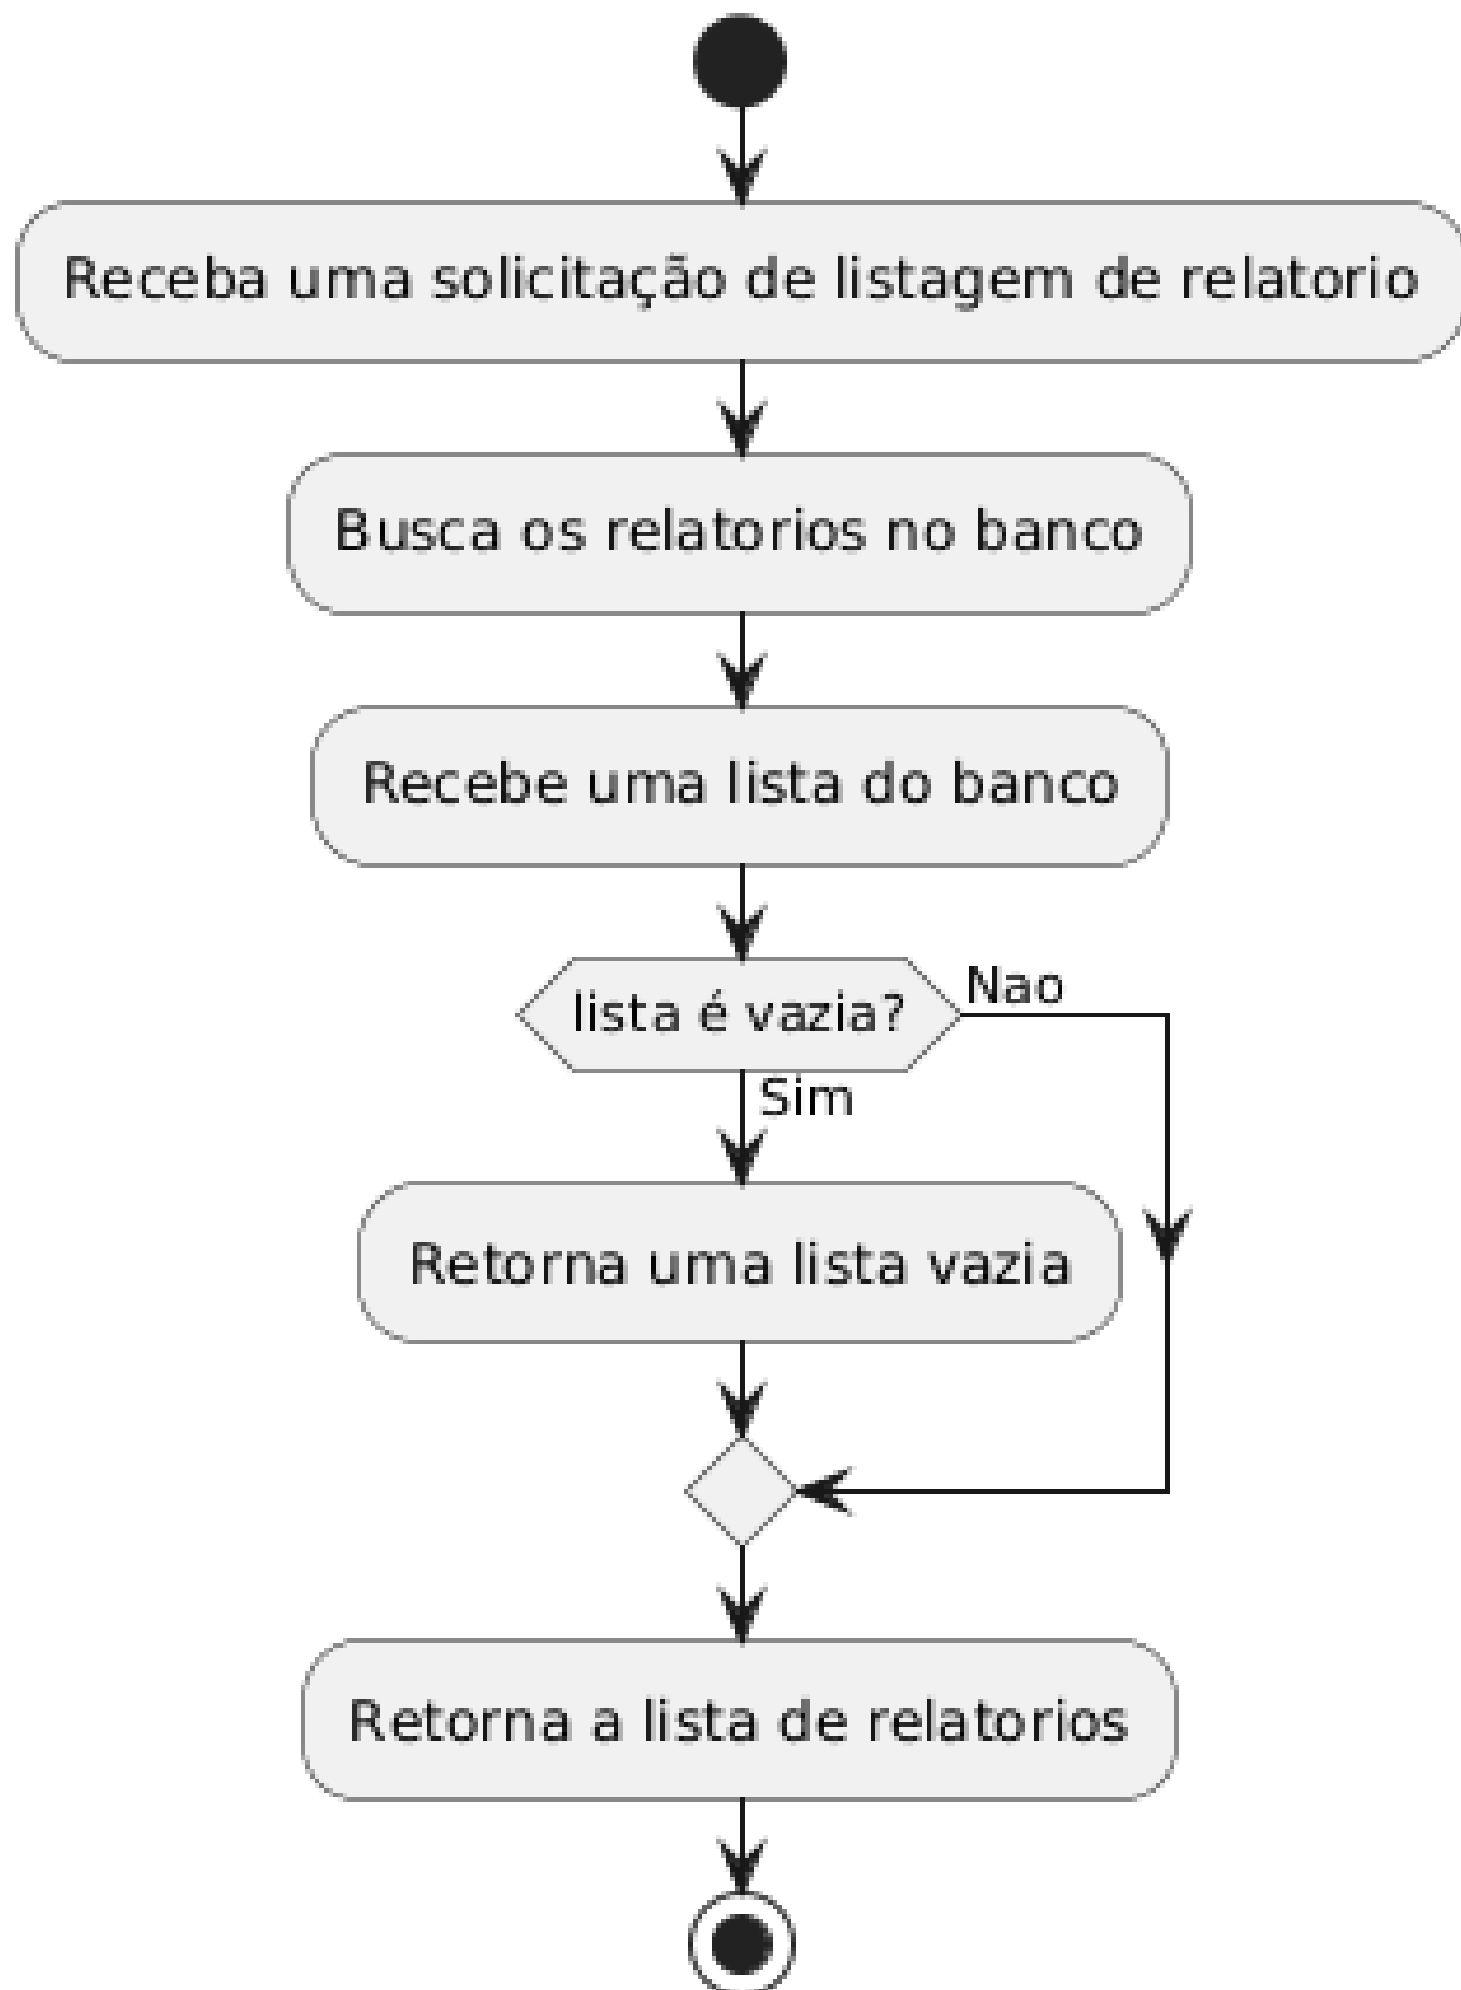 Receba uma solicitação de listagem de relatorio
Busca os relatorios no banco
Recebe uma lista do banco
lista é vazia?
Nao
Sim
Retorna uma lista vazia
Retorna a lista de relatorios